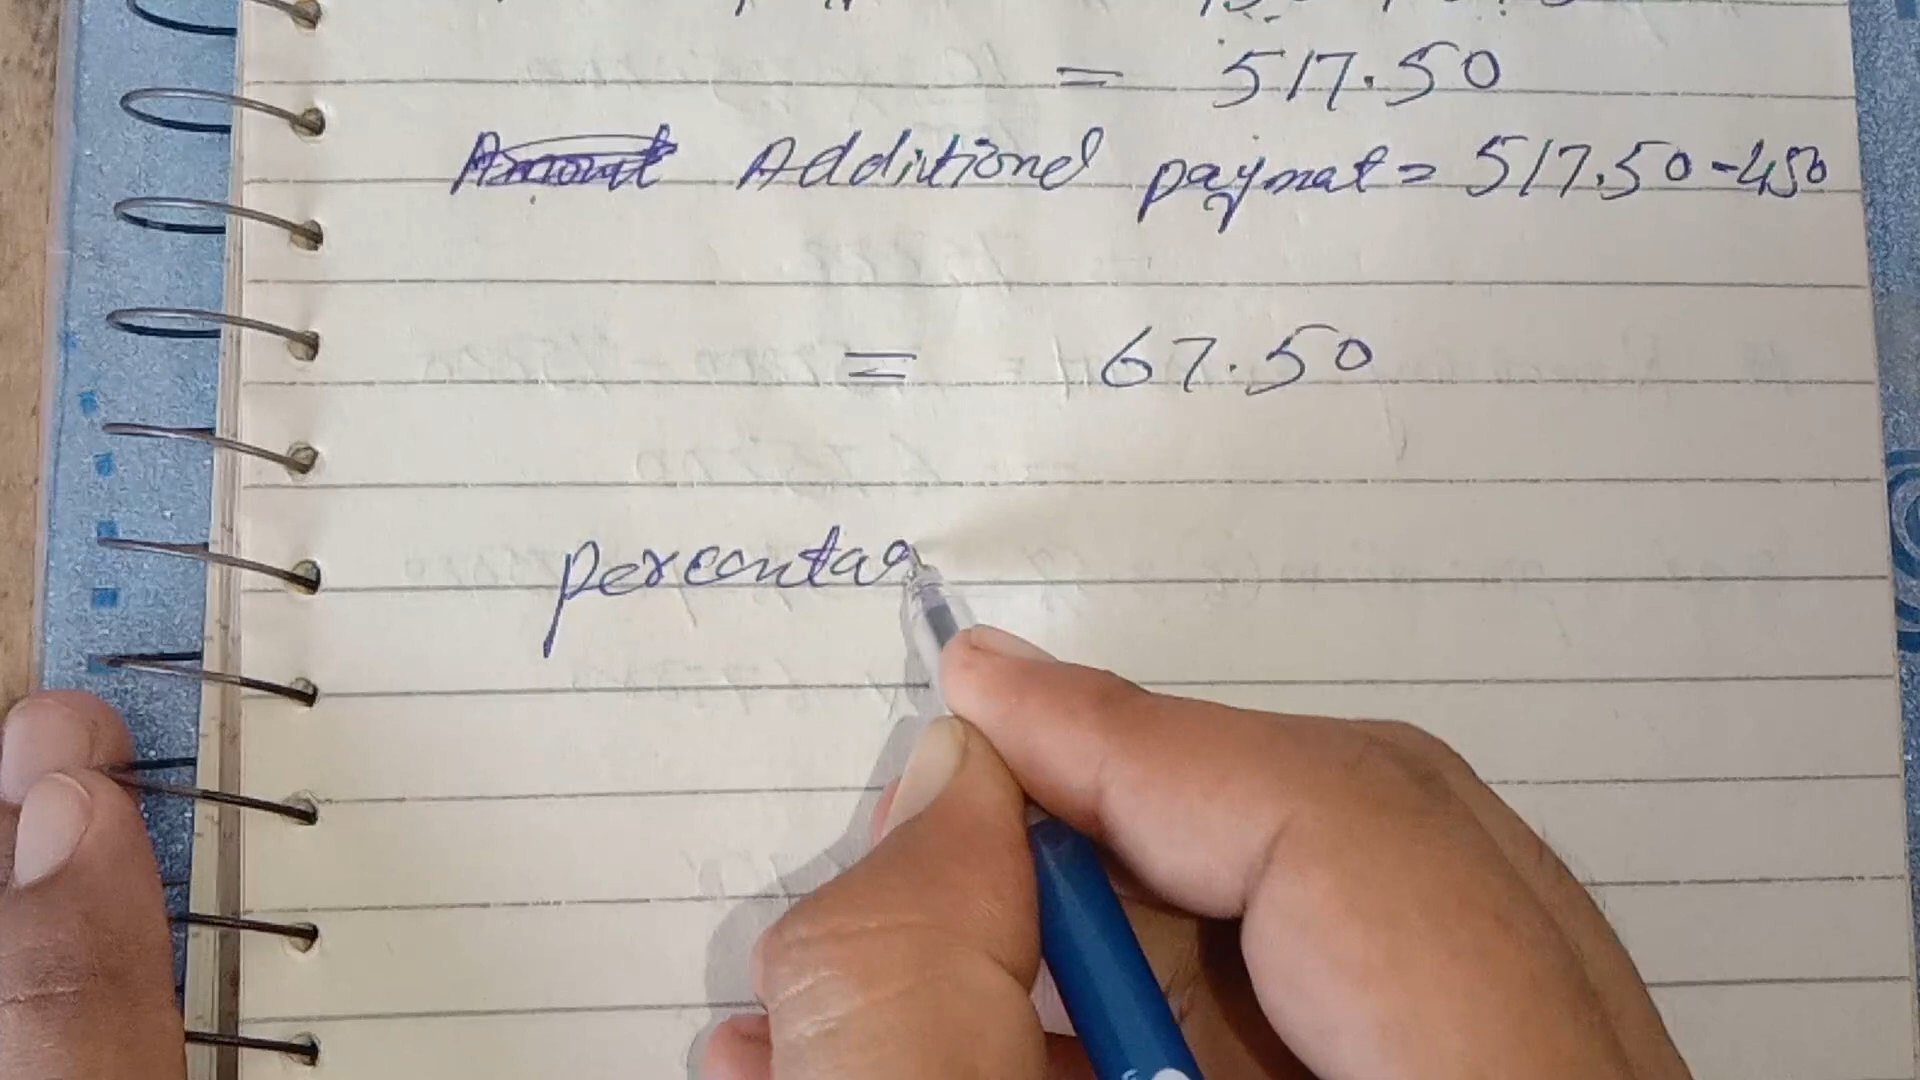 = 517.50
Amount Additional paymat = 517.50-450
= 67.50
percentag